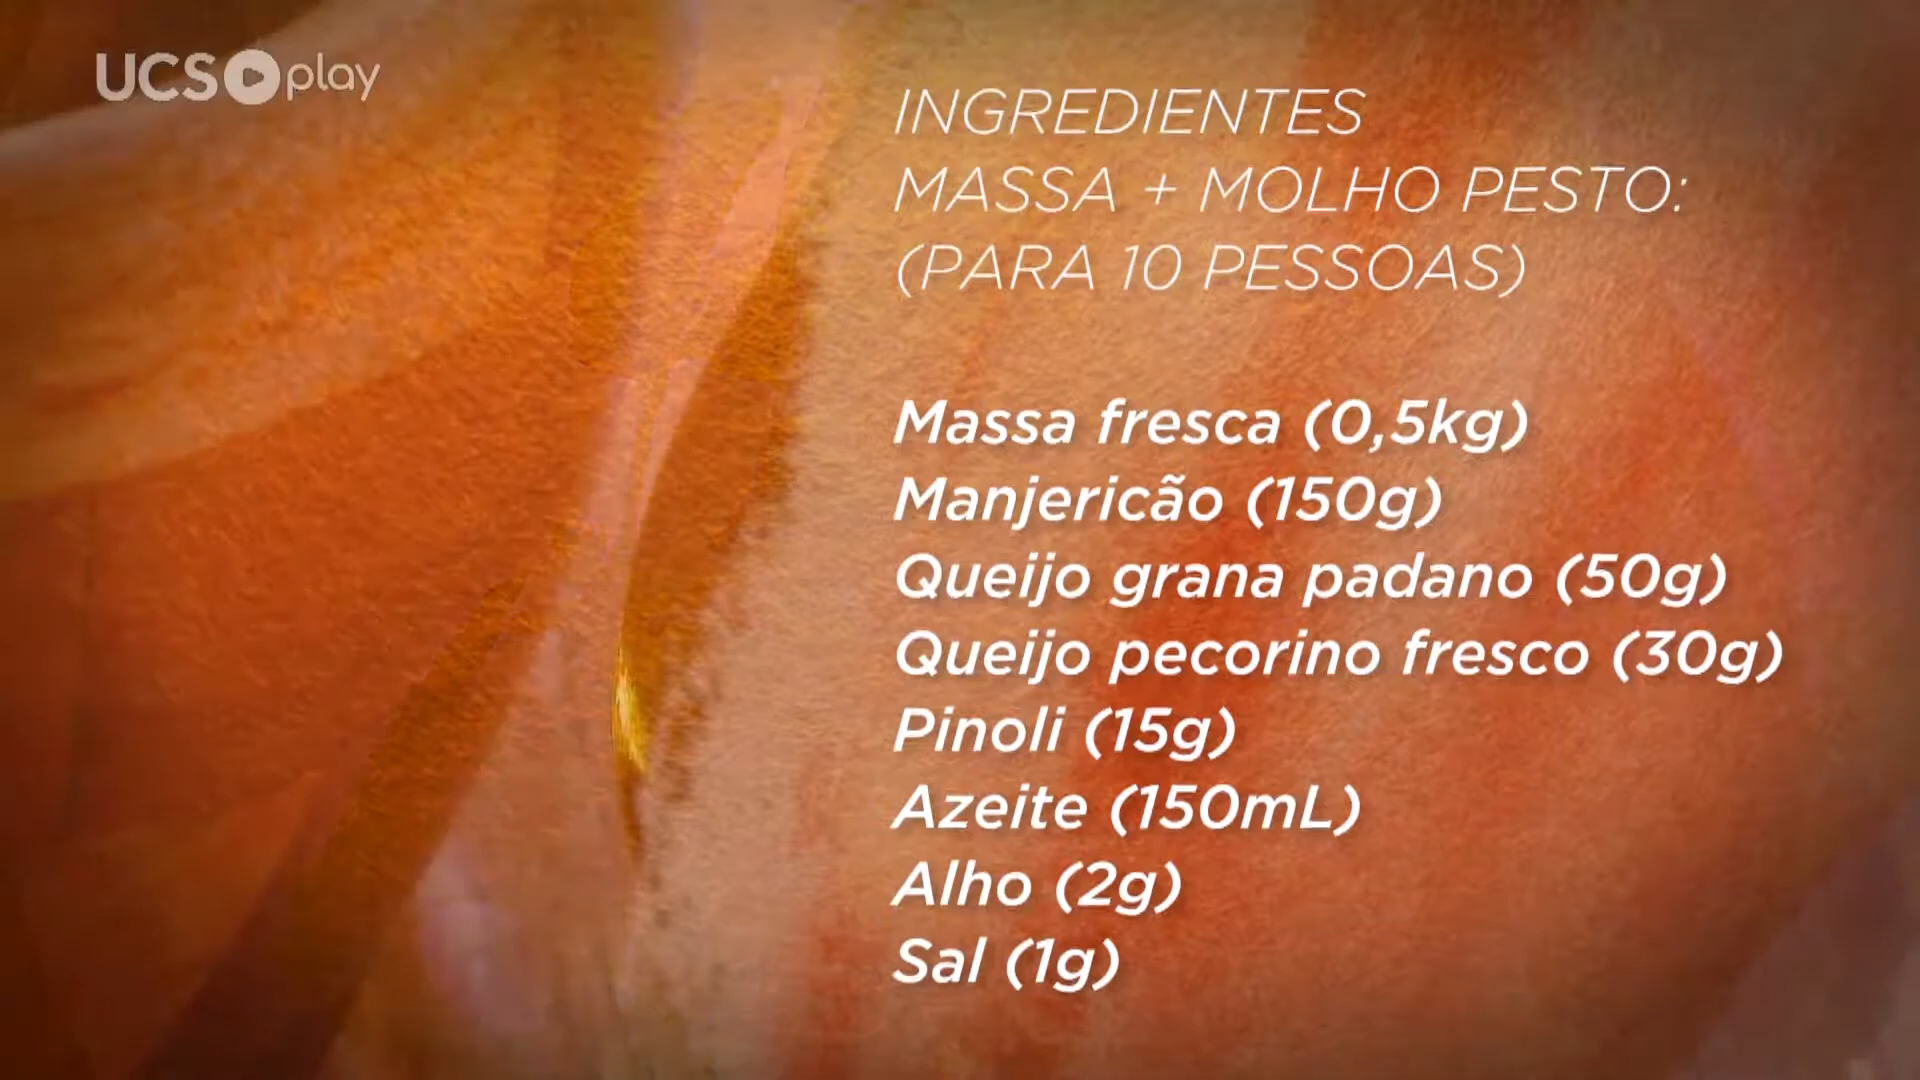 UCS play
INGREDIENTES
MASSA + MOLHO PESTO:
(PARA 10 PESSOAS)
Massa fresca (0,5kg)
Manjericão (150g)
Queijo grana padano (50g)
Queijo pecorino fresco (30g)
Pinoli (15g)
Azeite (150mL)
Alho (2g)
Sal (1g)